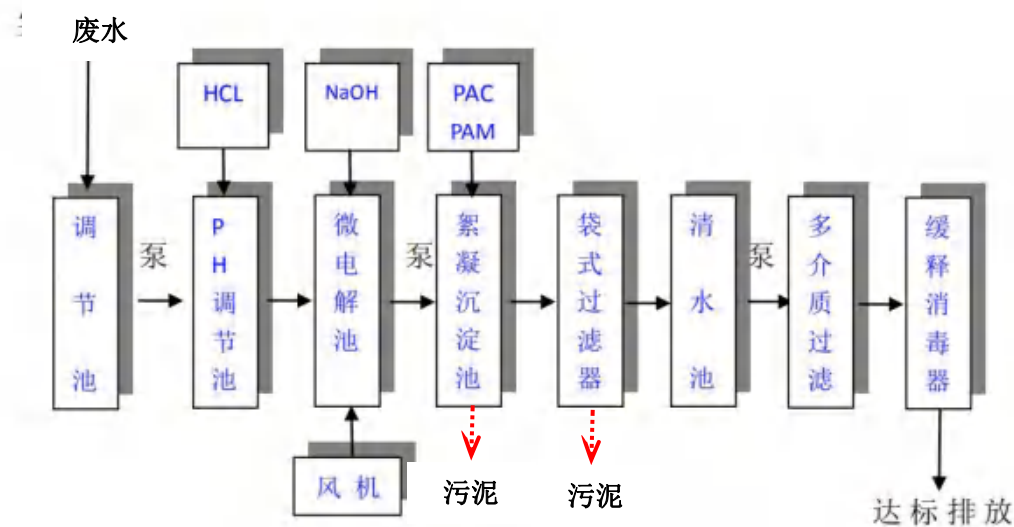 废水
HCL
NaOH
PAC
PAM
调节池
泵
PH调节池
微电解池
泵
絮凝沉淀池
袋式过滤器
清水池
泵
多介质过滤
缓释消毒器
风机
污泥
污泥
达标排放